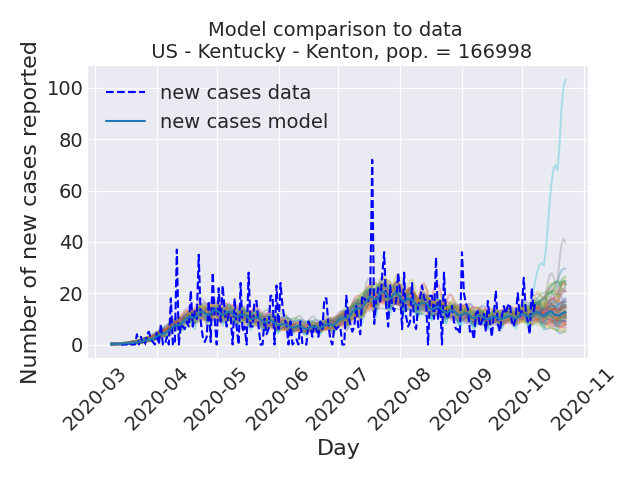 Model comparison to data
US - Kentucky - Kenton, pop. = 166998
Number of new cases reported
100
80
60
40
20
0
new cases data
new cases model
2020-03
2020-04
2020-05
2020-06
2020-07
2020-08
2020-09
2020-10
2020-11
Day